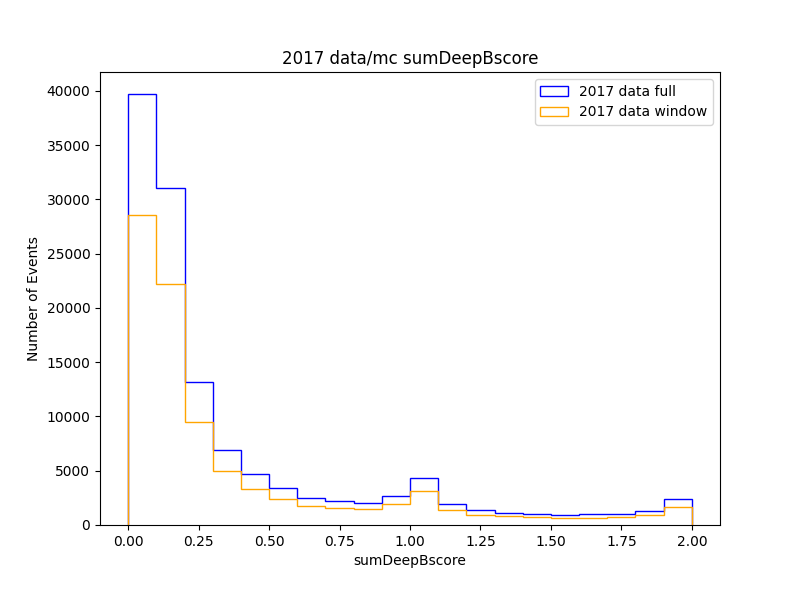 2017 data/mc sumDeepBscore
2017 data full
2017 data window
Number of Events
40000
35000
30000
25000
20000
15000
10000
5000
0
0.00 0.25 0.50 0.75 1.00 1.25 1.50 1.75 2.00
sumDeepBscore